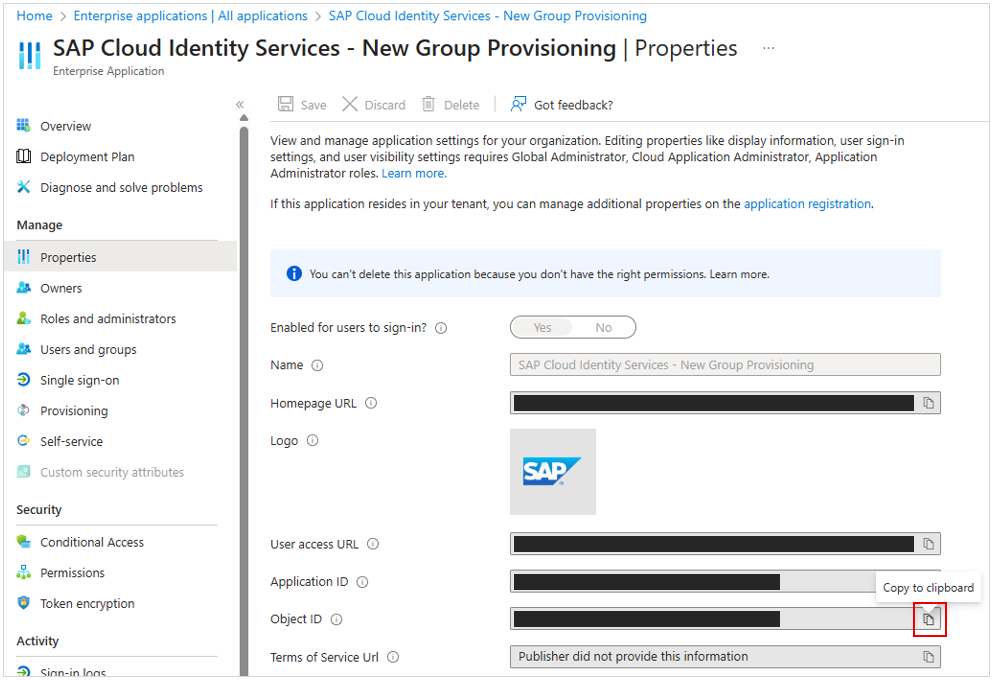 Home > Enterprise applications | All applications > SAP Cloud Identity Services - New Group Provisioning
SAP Cloud Identity Services - New Group Provisioning | Properties ...
Enterprise Application
Save Discard Delete Got feedback?
Overview
Deployment Plan
Diagnose and solve problems
Manage
Properties
Owners
Roles and administrators
Users and groups
Single sign-on
Provisioning
Self-service
Custom security attributes
Security
Conditional Access
Permissions
Token encryption
Activity
Sign-in logs
View and manage application settings for your organization. Editing properties like display information, user sign-in
settings, and user visibility settings requires Global Administrator, Cloud Application Administrator, Application
Administrator roles. Learn more.
If this application resides in your tenant, you can manage additional properties on the application registration.
You can't delete this application because you don't have the right permissions. Learn more.
Enabled for users to sign-in? Yes No
Name SAP Cloud Identity Services - New Group Provisioning
Homepage URL
Logo
SAP
User access URL
Application ID
Copy to clipboard
Object ID
Terms of Service Url Publisher did not provide this information